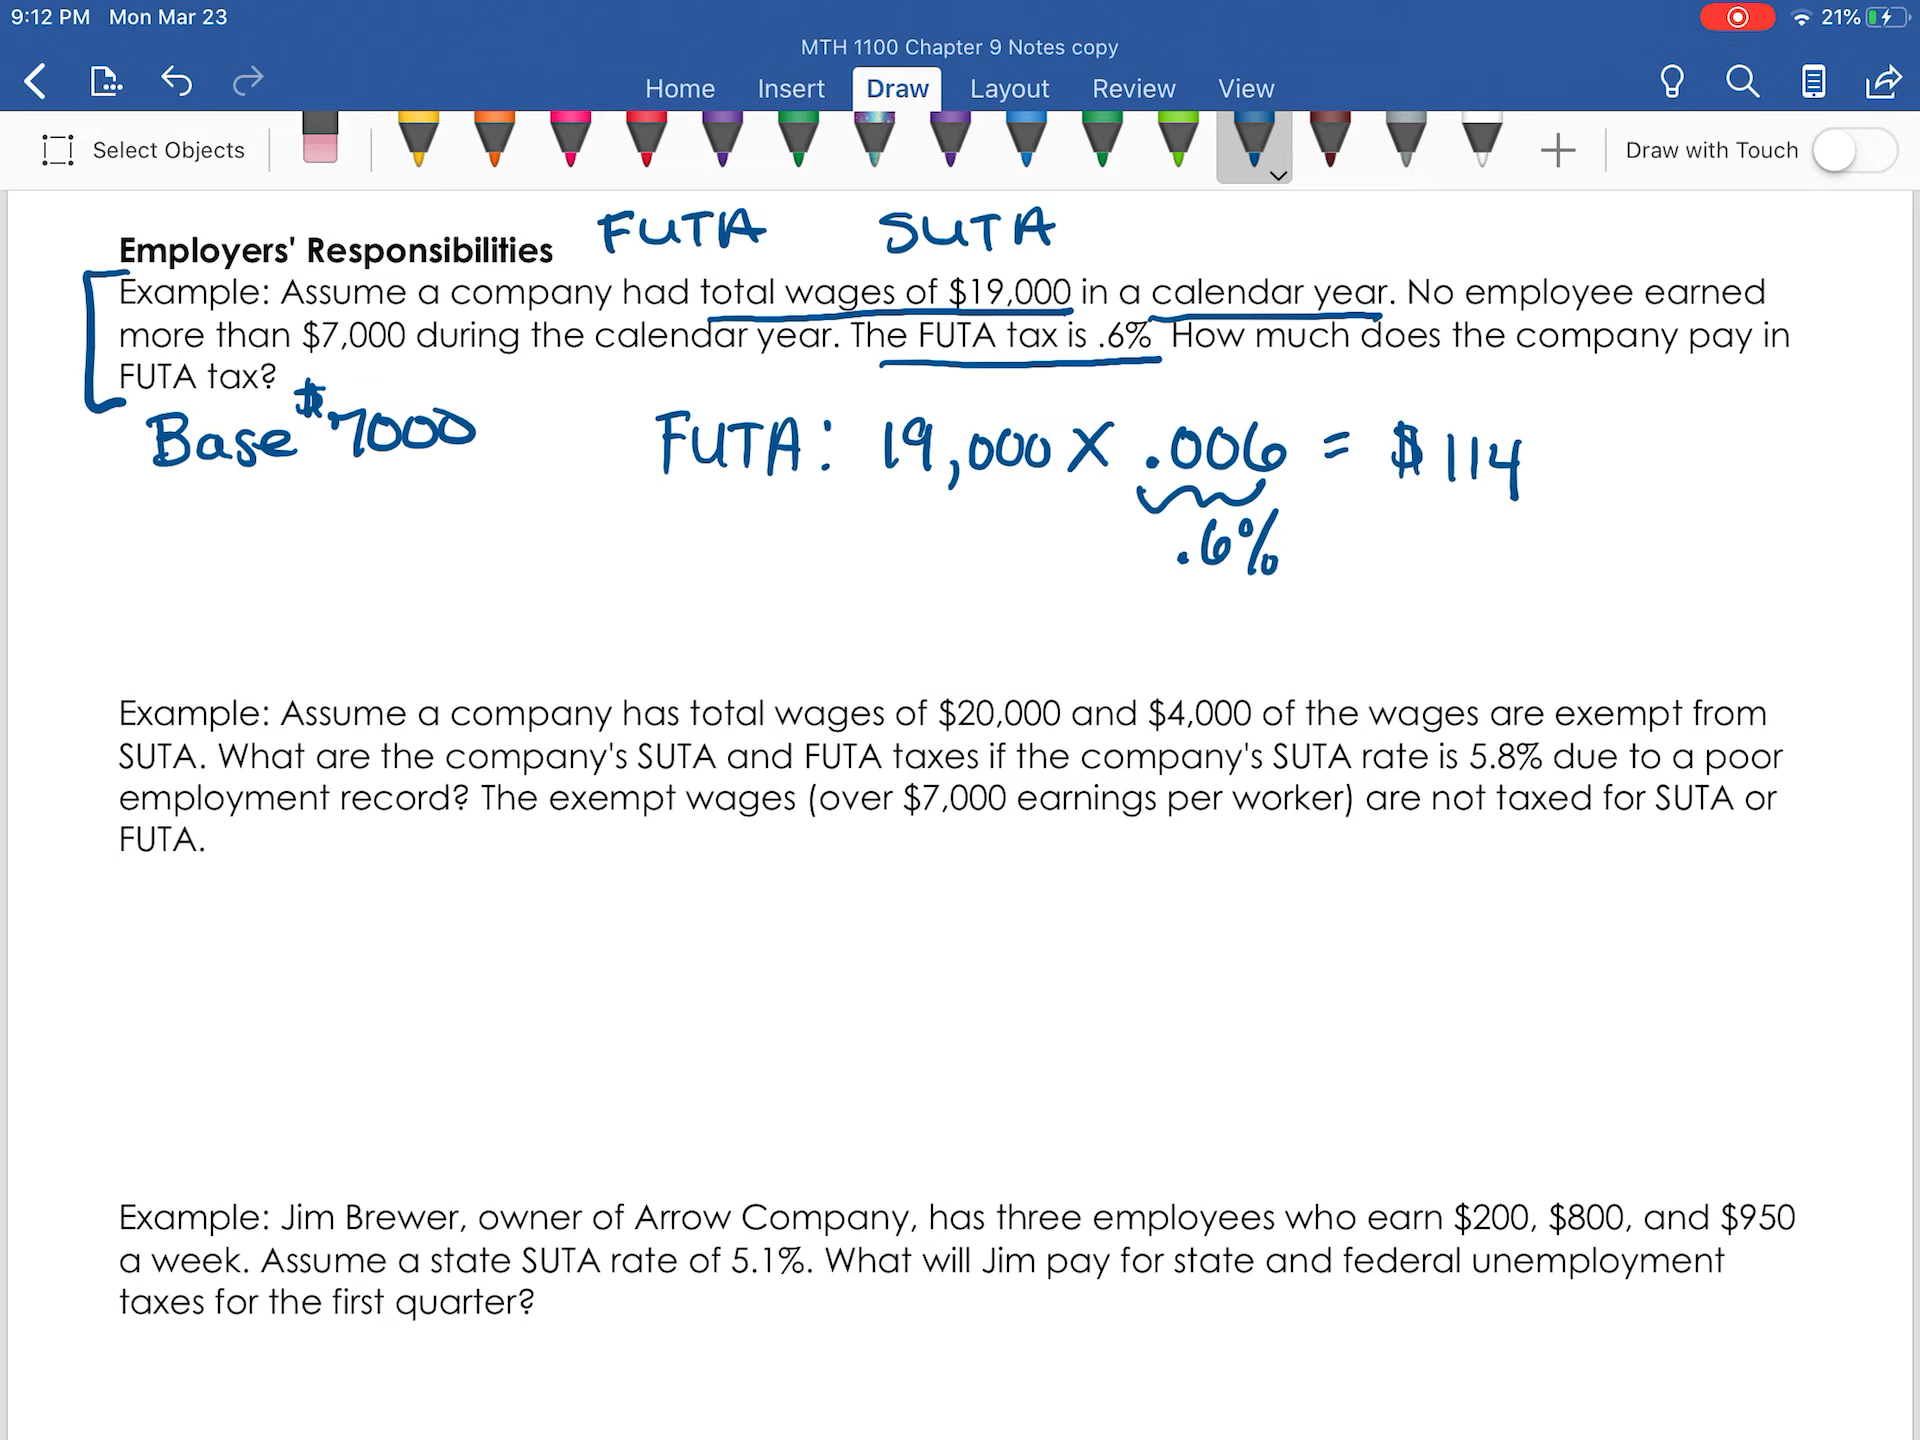 9:12 PM Mon Mar 23
21%
MTH 1100 Chapter 9 Notes copy
Home Insert Draw Layout Review View
Select Objects
Draw with Touch
FUTA SUTA
Employers' Responsibilities
Example: Assume a company had total wages of $19,000 in a calendar year. No employee earned
more than $7,000 during the calendar year. The FUTA tax is .6% How much does the company pay in
FUTA tax?
Base $7000
FUTA: 19,000 X .006 = $114
.6%
Example: Assume a company has total wages of $20,000 and $4,000 of the wages are exempt from
SUTA. What are the company's SUTA and FUTA taxes if the company's SUTA rate is 5.8% due to a poor
employment record? The exempt wages (over $7,000 earnings per worker) are not taxed for SUTA or
FUTA.
Example: Jim Brewer, owner of Arrow Company, has three employees who earn $200, $800, and $950
a week. Assume a state SUTA rate of 5.1%. What will Jim pay for state and federal unemployment
taxes for the first quarter?